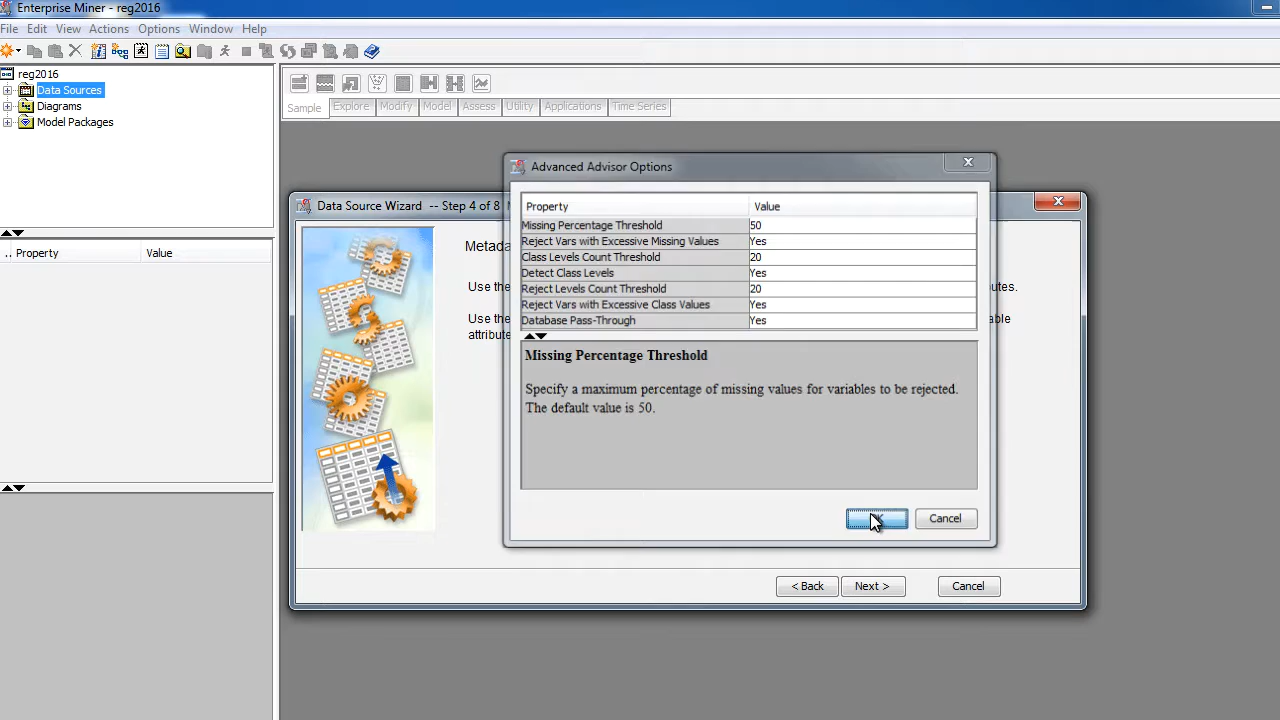 Enterprise Miner - reg2016
File Edit View Actions Options Window Help
reg2016
Data Sources
Diagrams
Model Packages
Sample Explore Modify Model Assess Utility Applications Time Series
.. Property Value
Data Source Wizard -- Step 4 of 8
Metada
Use the
utes.
Use the
able
attribute
Advanced Advisor Options
Property Value
Missing Percentage Threshold 50
Reject Vars with Excessive Missing Values Yes
Class Levels Count Threshold 20
Detect Class Levels Yes
Reject Levels Count Threshold 20
Reject Vars with Excessive Class Values Yes
Database Pass-Through Yes
Missing Percentage Threshold
Specify a maximum percentage of missing values for variables to be rejected.
The default value is 50.
Cancel
< Back Next > Cancel